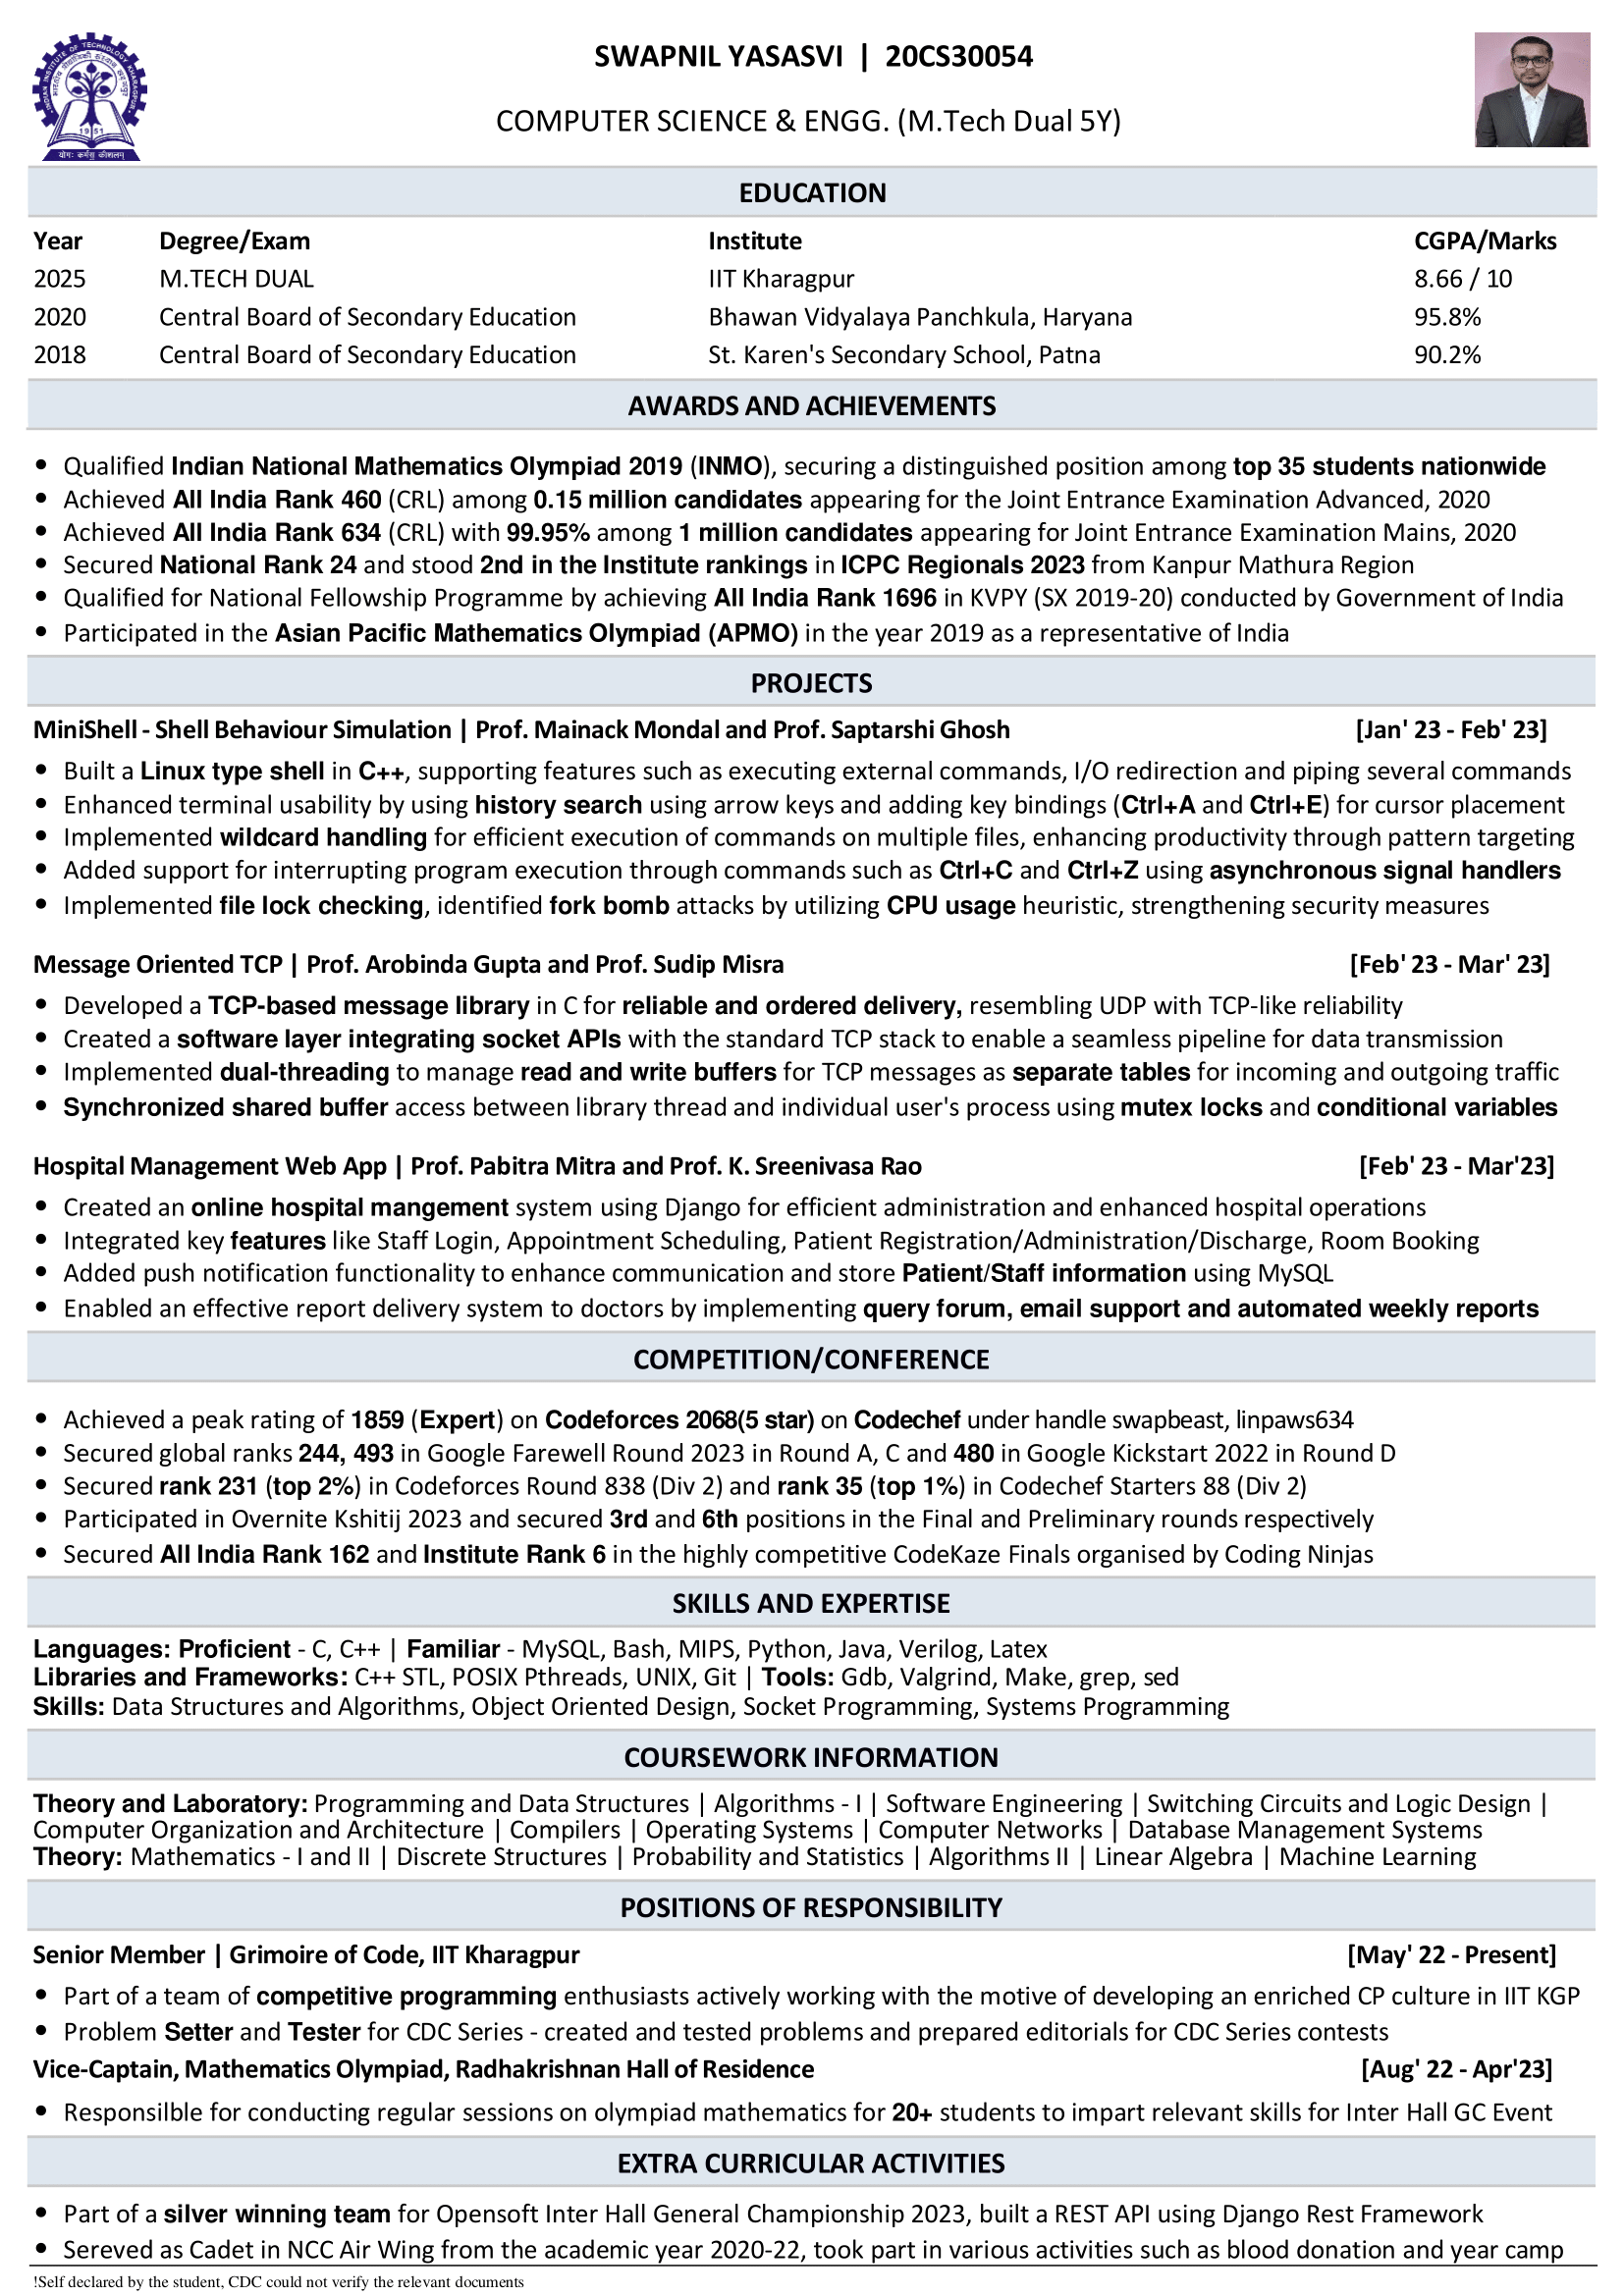 INDIAN INSTITUTE OF TECHNOLOGY KHARAGPUR
1951
योगः कर्मसु कौशलम्
SWAPNIL YASASVI | 20CS30054
COMPUTER SCIENCE & ENGG. (M.Tech Dual 5Y)
EDUCATION
Year Degree/Exam Institute CGPA/Marks
2025 M.TECH DUAL IIT Kharagpur 8.66 / 10
2020 Central Board of Secondary Education Bhawan Vidyalaya Panchkula, Haryana 95.8%
2018 Central Board of Secondary Education St. Karen's Secondary School, Patna 90.2%
AWARDS AND ACHIEVEMENTS
• Qualified Indian National Mathematics Olympiad 2019 (INMO), securing a distinguished position among top 35 students nationwide
• Achieved All India Rank 460 (CRL) among 0.15 million candidates appearing for the Joint Entrance Examination Advanced, 2020
• Achieved All India Rank 634 (CRL) with 99.95% among 1 million candidates appearing for Joint Entrance Examination Mains, 2020
• Secured National Rank 24 and stood 2nd in the Institute rankings in ICPC Regionals 2023 from Kanpur Mathura Region
• Qualified for National Fellowship Programme by achieving All India Rank 1696 in KVPY (SX 2019-20) conducted by Government of India
• Participated in the Asian Pacific Mathematics Olympiad (APMO) in the year 2019 as a representative of India
PROJECTS
MiniShell - Shell Behaviour Simulation | Prof. Mainack Mondal and Prof. Saptarshi Ghosh [Jan' 23 - Feb' 23]
• Built a Linux type shell in C++, supporting features such as executing external commands, I/O redirection and piping several commands
• Enhanced terminal usability by using history search using arrow keys and adding key bindings (Ctrl+A and Ctrl+E) for cursor placement
• Implemented wildcard handling for efficient execution of commands on multiple files, enhancing productivity through pattern targeting
• Added support for interrupting program execution through commands such as Ctrl+C and Ctrl+Z using asynchronous signal handlers
• Implemented file lock checking, identified fork bomb attacks by utilizing CPU usage heuristic, strengthening security measures
Message Oriented TCP | Prof. Arobinda Gupta and Prof. Sudip Misra [Feb' 23 - Mar' 23]
• Developed a TCP-based message library in C for reliable and ordered delivery, resembling UDP with TCP-like reliability
• Created a software layer integrating socket APIs with the standard TCP stack to enable a seamless pipeline for data transmission
• Implemented dual-threading to manage read and write buffers for TCP messages as separate tables for incoming and outgoing traffic
• Synchronized shared buffer access between library thread and individual user's process using mutex locks and conditional variables
Hospital Management Web App | Prof. Pabitra Mitra and Prof. K. Sreenivasa Rao [Feb' 23 - Mar'23]
• Created an online hospital mangement system using Django for efficient administration and enhanced hospital operations
• Integrated key features like Staff Login, Appointment Scheduling, Patient Registration/Administration/Discharge, Room Booking
• Added push notification functionality to enhance communication and store Patient/Staff information using MySQL
• Enabled an effective report delivery system to doctors by implementing query forum, email support and automated weekly reports
COMPETITION/CONFERENCE
• Achieved a peak rating of 1859 (Expert) on Codeforces 2068(5 star) on Codechef under handle swapbeast, linpaws634
• Secured global ranks 244, 493 in Google Farewell Round 2023 in Round A, C and 480 in Google Kickstart 2022 in Round D
• Secured rank 231 (top 2%) in Codeforces Round 838 (Div 2) and rank 35 (top 1%) in Codechef Starters 88 (Div 2)
• Participated in Overnite Kshitij 2023 and secured 3rd and 6th positions in the Final and Preliminary rounds respectively
• Secured All India Rank 162 and Institute Rank 6 in the highly competitive CodeKaze Finals organised by Coding Ninjas
SKILLS AND EXPERTISE
Languages: Proficient - C, C++ | Familiar - MySQL, Bash, MIPS, Python, Java, Verilog, Latex
Libraries and Frameworks: C++ STL, POSIX Pthreads, UNIX, Git | Tools: Gdb, Valgrind, Make, grep, sed
Skills: Data Structures and Algorithms, Object Oriented Design, Socket Programming, Systems Programming
COURSEWORK INFORMATION
Theory and Laboratory: Programming and Data Structures | Algorithms - I | Software Engineering | Switching Circuits and Logic Design |
Computer Organization and Architecture | Compilers | Operating Systems | Computer Networks | Database Management Systems
Theory: Mathematics - I and II | Discrete Structures | Probability and Statistics | Algorithms II | Linear Algebra | Machine Learning
POSITIONS OF RESPONSIBILITY
Senior Member | Grimoire of Code, IIT Kharagpur [May' 22 - Present]
• Part of a team of competitive programming enthusiasts actively working with the motive of developing an enriched CP culture in IIT KGP
• Problem Setter and Tester for CDC Series - created and tested problems and prepared editorials for CDC Series contests
Vice-Captain, Mathematics Olympiad, Radhakrishnan Hall of Residence [Aug' 22 - Apr'23]
• Responsilble for conducting regular sessions on olympiad mathematics for 20+ students to impart relevant skills for Inter Hall GC Event
EXTRA CURRICULAR ACTIVITIES
• Part of a silver winning team for Opensoft Inter Hall General Championship 2023, built a REST API using Django Rest Framework
• Sereved as Cadet in NCC Air Wing from the academic year 2020-22, took part in various activities such as blood donation and year camp
!Self declared by the student, CDC could not verify the relevant documents